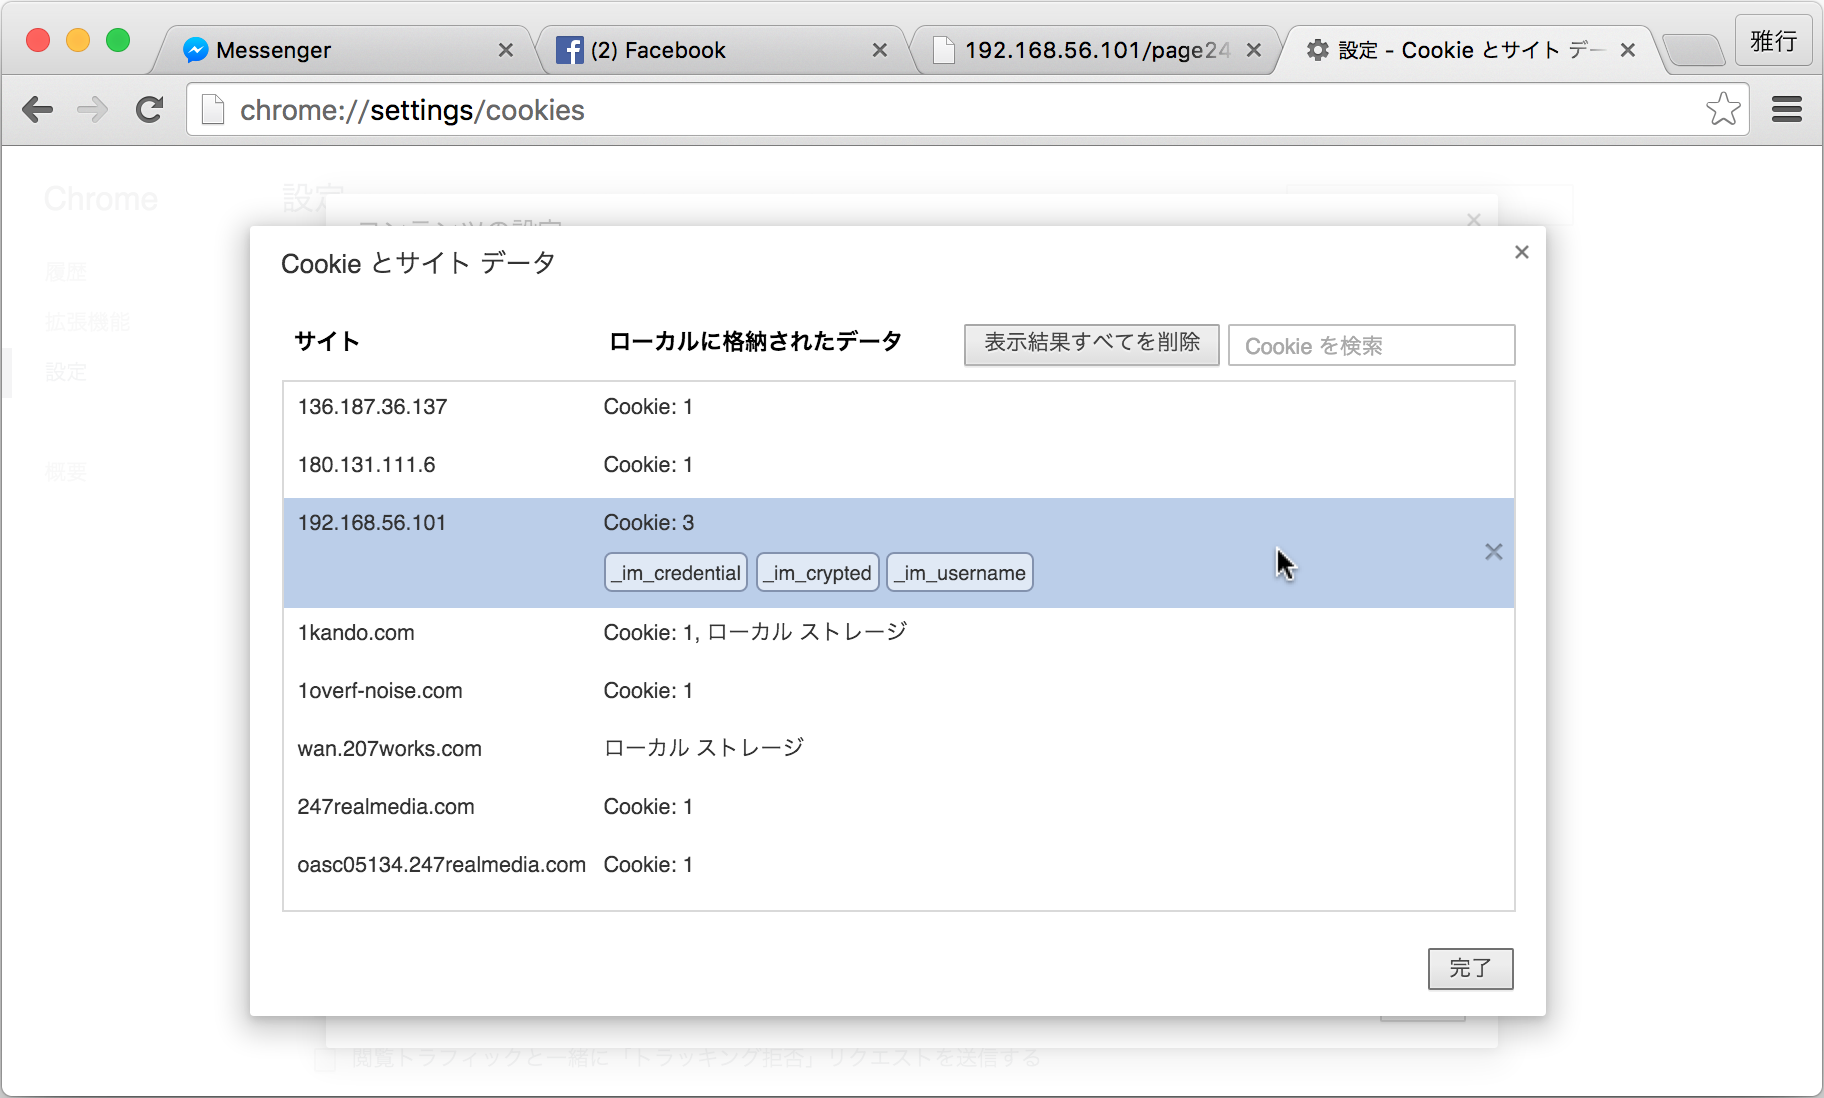 Messenger
(2) Facebook
192.168.56.101/page24
設定 - Cookie とサイト デー
雅行
chrome://settings/cookies
Chrome
設定
コンテンツの設定
履歴
拡張機能
設定
概要
Cookie とサイト データ
サイト
ローカルに格納されたデータ
表示結果すべてを削除
Cookie を検索
136.187.36.137 Cookie: 1
180.131.111.6 Cookie: 1
192.168.56.101 Cookie: 3
_im_credential _im_crypted _im_username
1kando.com Cookie: 1, ローカル ストレージ
1overf-noise.com Cookie: 1
wan.207works.com ローカル ストレージ
247realmedia.com Cookie: 1
oasc05134.247realmedia.com Cookie: 1
完了
閲覧トラフィックと一緒に「トラッキング拒否」リクエストを送信する